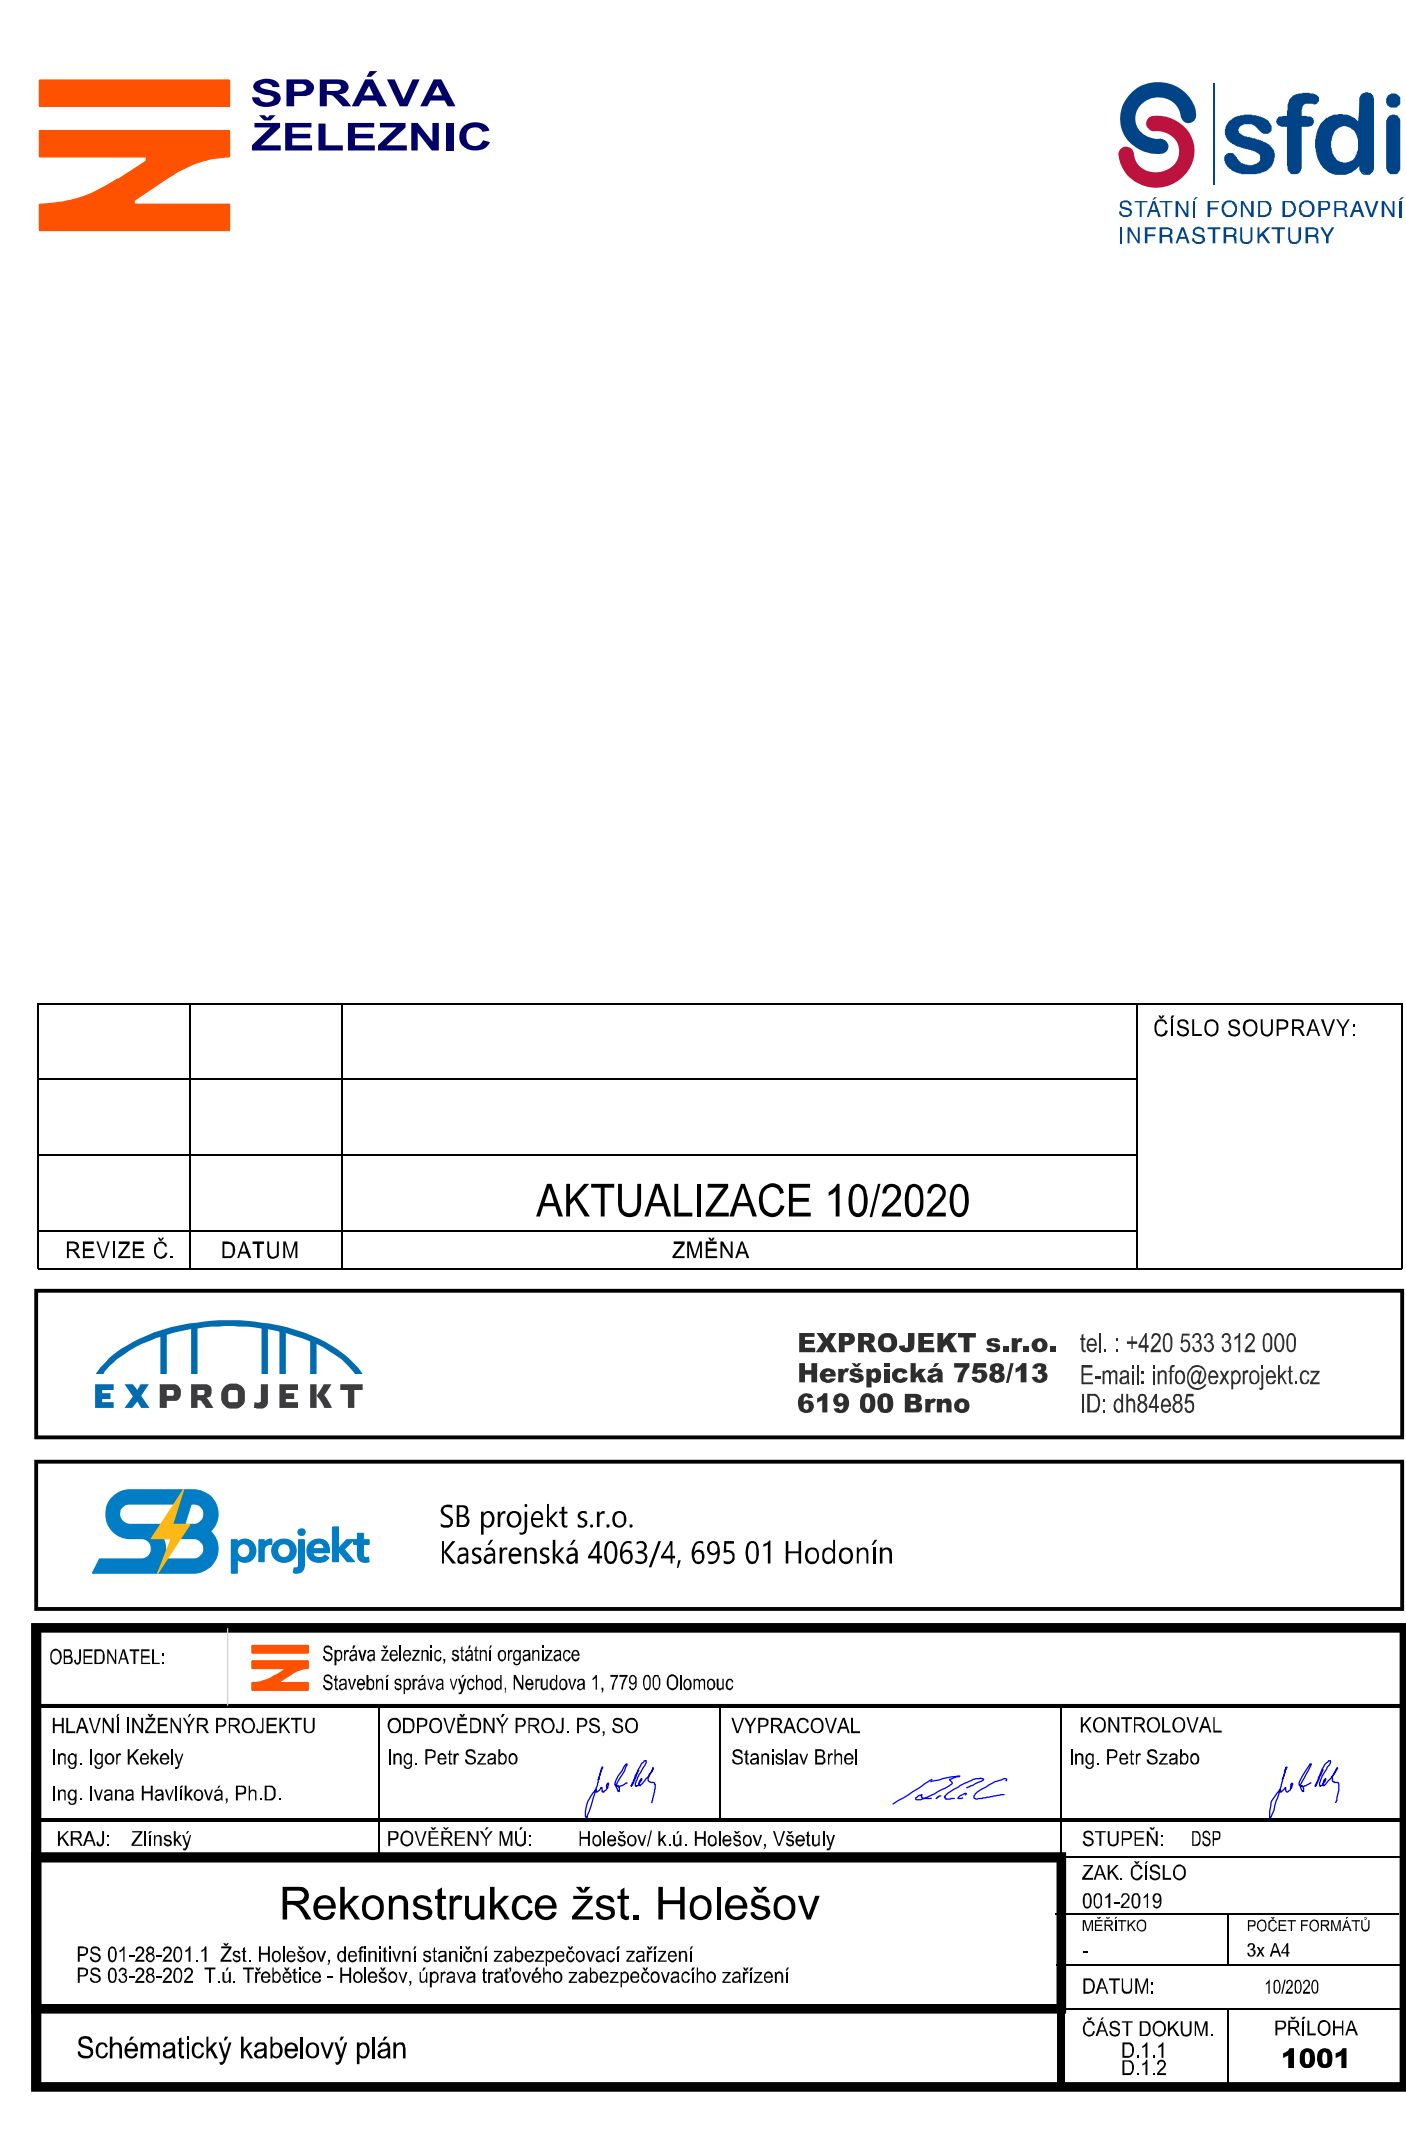 SPRÁVA
ŽELEZNIC
sfdi
STÁTNÍ FOND DOPRAVNÍ
INFRASTRUKTURY
ČÍSLO SOUPRAVY:
AKTUALIZACE 10/2020
REVIZE Č. DATUM ZMĚNA
EXPROJEKT
EXPROJEKT s.r.o. tel. : +420 533 312 000
Heršpická 758/13 E-mail: info@exprojekt.cz
619 00 Brno ID: dh84e85
SB projekt
SB projekt s.r.o.
Kasárenská 4063/4, 695 01 Hodonín
OBJEDNATEL:
Správa železnic, státní organizace
Stavební správa východ, Nerudova 1, 779 00 Olomouc
HLAVNÍ INŽENÝR PROJEKTU
Ing. Igor Kekely
Ing. Ivana Havlíková, Ph.D.
ODPOVĚDNÝ PROJ. PS, SO
Ing. Petr Szabo
VYPRACOVAL
Stanislav Brhel
KONTROLOVAL
Ing. Petr Szabo
KRAJ: Zlínský
POVĚŘENÝ MÚ: Holešov/ k.ú. Holešov, Všetuly
STUPEŇ: DSP
Rekonstrukce žst. Holešov
PS 01-28-201.1 Žst. Holešov, definitivní staniční zabezpečovací zařízení
PS 03-28-202 T.ú. Třebětice - Holešov, úprava traťového zabezpečovacího zařízení
ZAK. ČÍSLO
001-2019
MĚŘÍTKO
-
POČET FORMÁTŮ
3x A4
DATUM: 10/2020
Schématický kabelový plán
ČÁST DOKUM.
D.1.1
D.1.2
PŘÍLOHA
1001